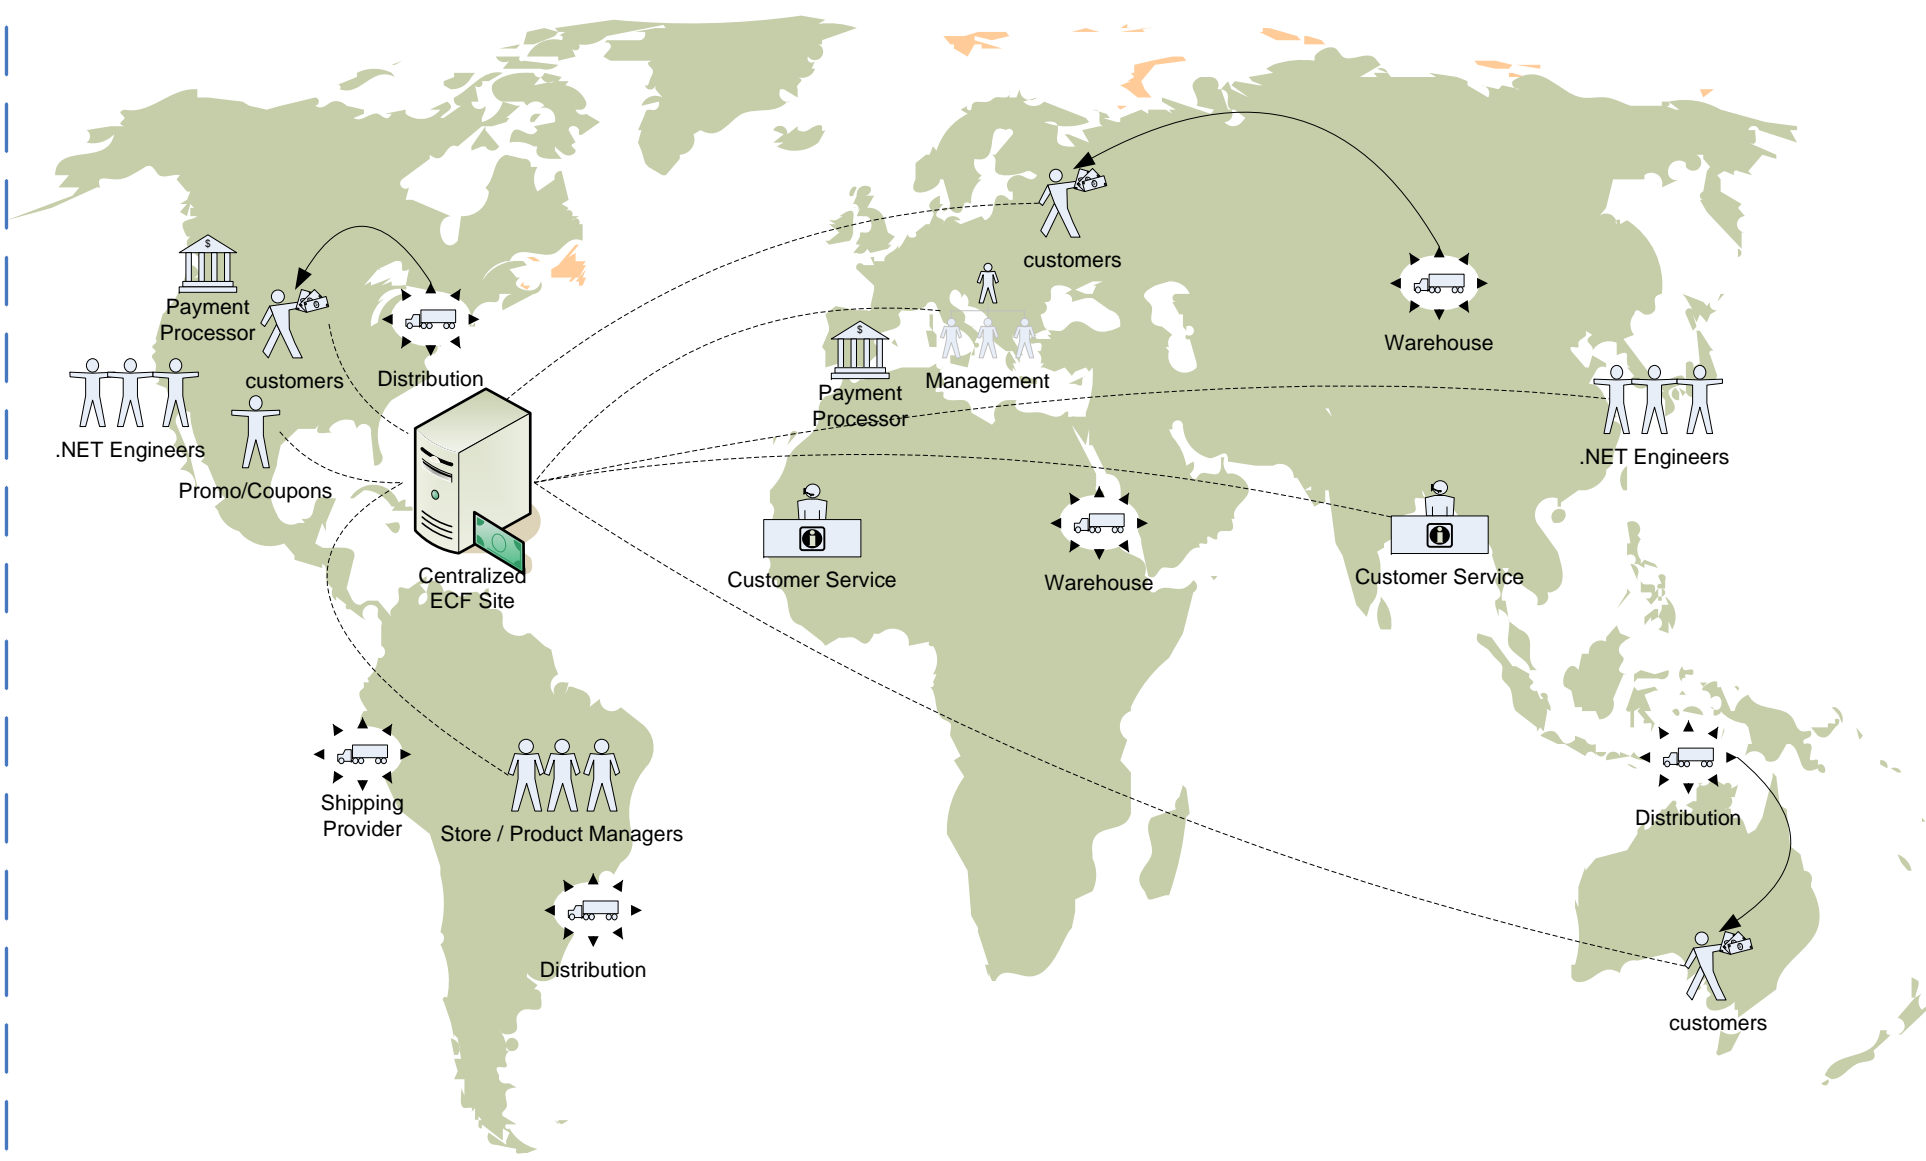 customers
$
Payment
Processor
customers
Distribution
.NET Engineers
Promo/Coupons
Centralized
ECF Site
$
Payment
Processor
Management
Warehouse
.NET Engineers
Customer Service
Warehouse
Customer Service
Shipping
Provider
Store / Product Managers
Distribution
Distribution
customers